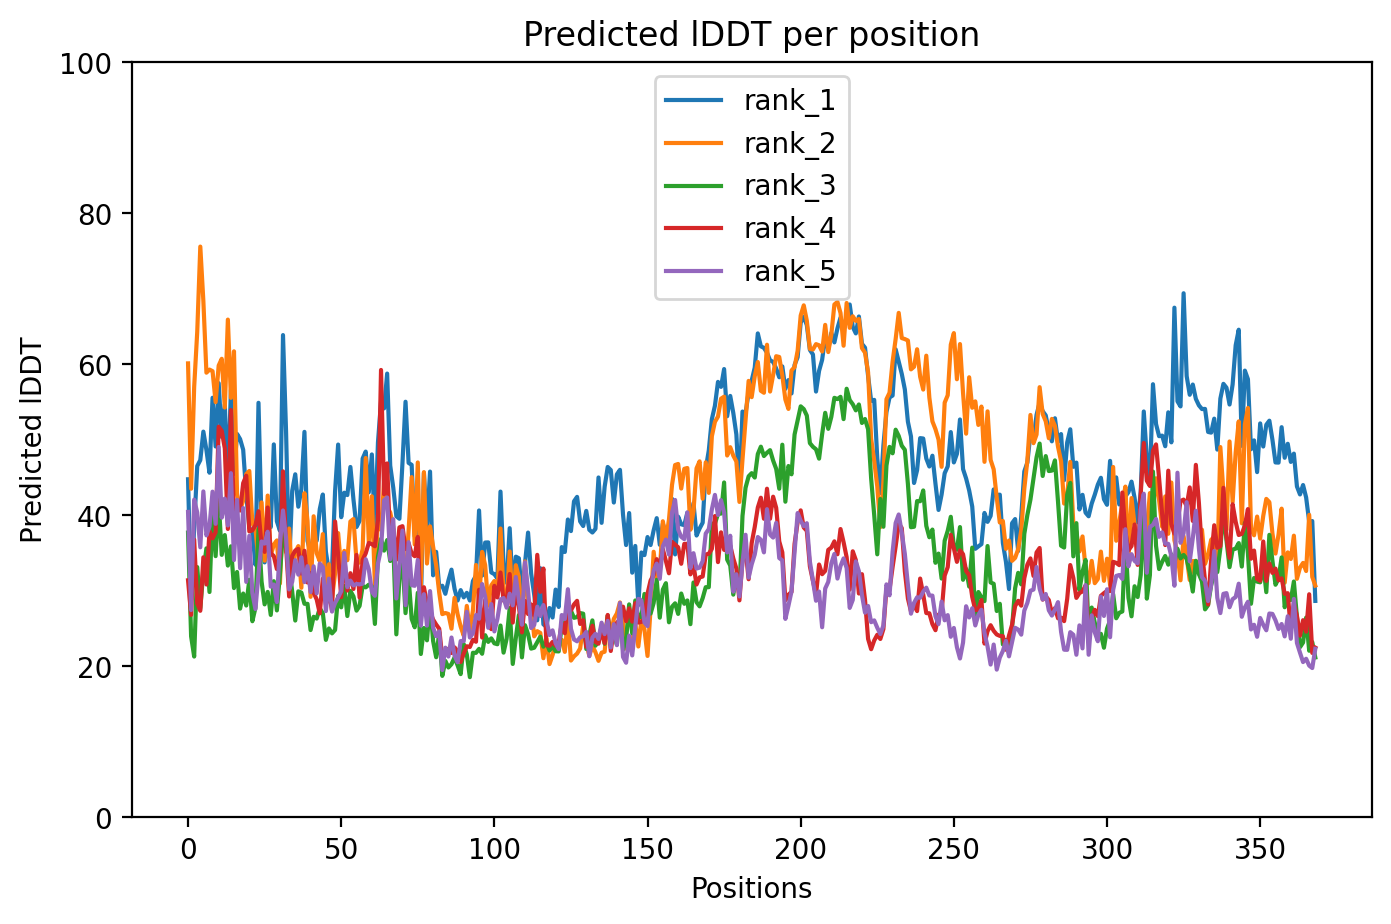 Predicted lDDT per position
100
80
60
40
20
0
Predicted lDDT
rank_1
rank_2
rank_3
rank_4
rank_5
0 50 100 150 200 250 300 350
Positions